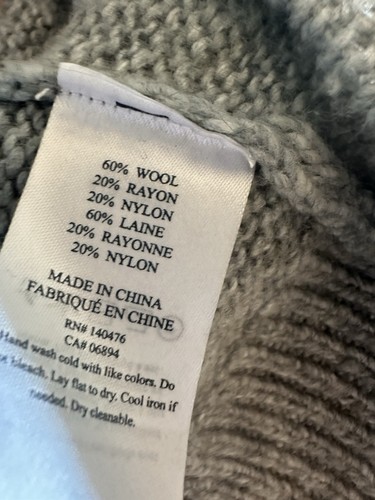 60% WOOL
20% RAYON
20% NYLON
60% LAINE
20% RAYONNE
20% NYLON
MADE IN CHINA
FABRIQUÉ EN CHINE
RN# 140476
CA# 06894
Hand wash cold with like colors. Do
bleach. Lay flat to dry. Cool iron if
needed. Dry cleanable.